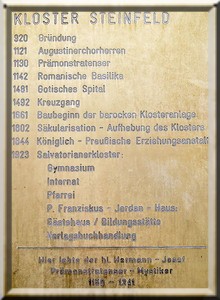 KLOSTER STEINFELD
920 Gründung
1121 Augustinerchorherren
1130 Prämonstratenser
1142 Romanische Basilika
1481 Gotisches Spital
1492 Kreuzgang
1661 Baubeginn der barocken Klosteranlage
1802 Säkularisation - Aufhebung des Klosters
1844 Königlich - Preußische Erziehungsanstalt
1923 Salvatorianerkloster:
Gymnasium
Internat
Pfarrei
P. Franziskus - Jordan - Haus:
Gästehaus / Bildungsstätte
Verlagsbuchhandlung
Hier lebte der hl. Hermann - Josef
Prämonstratenser - Mystiker